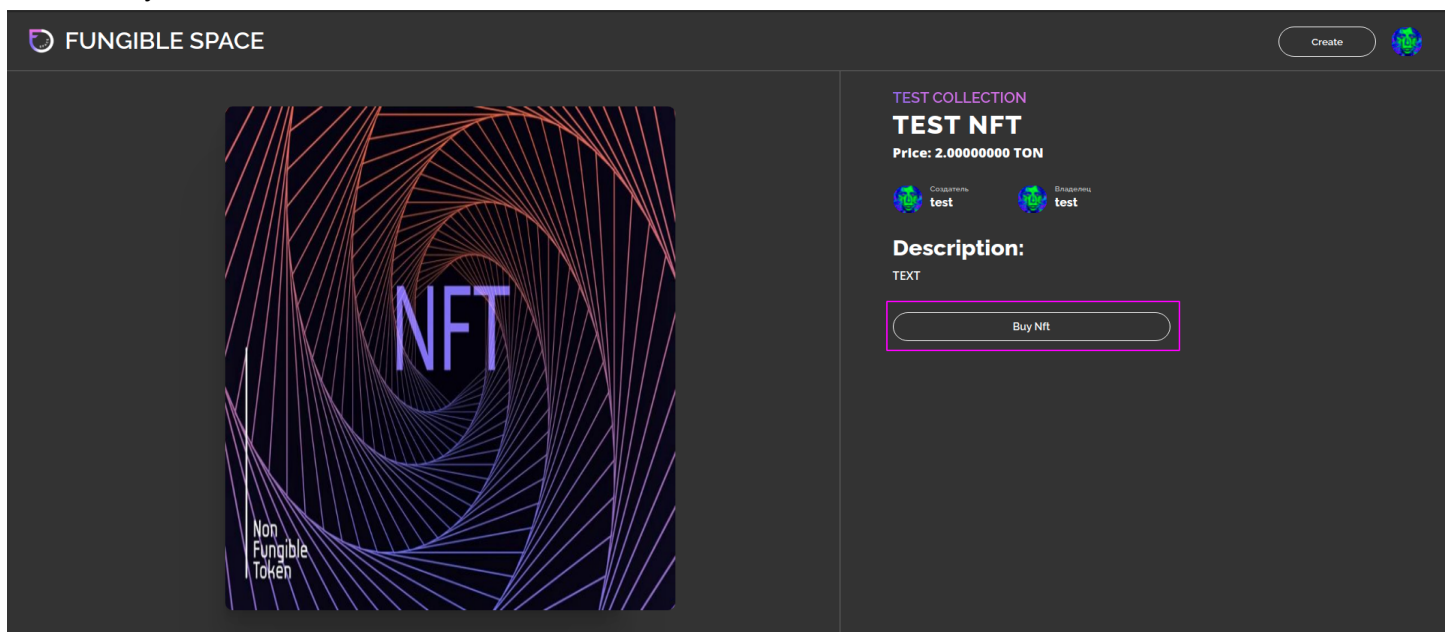 FUNGIBLE SPACE
Create
TEST COLLECTION
TEST NFT
Price: 2.00000000 TON
Создатель
test
Владелец
test
Description:
TEXT
Buy Nft
NFT
Non
Fungible
Token